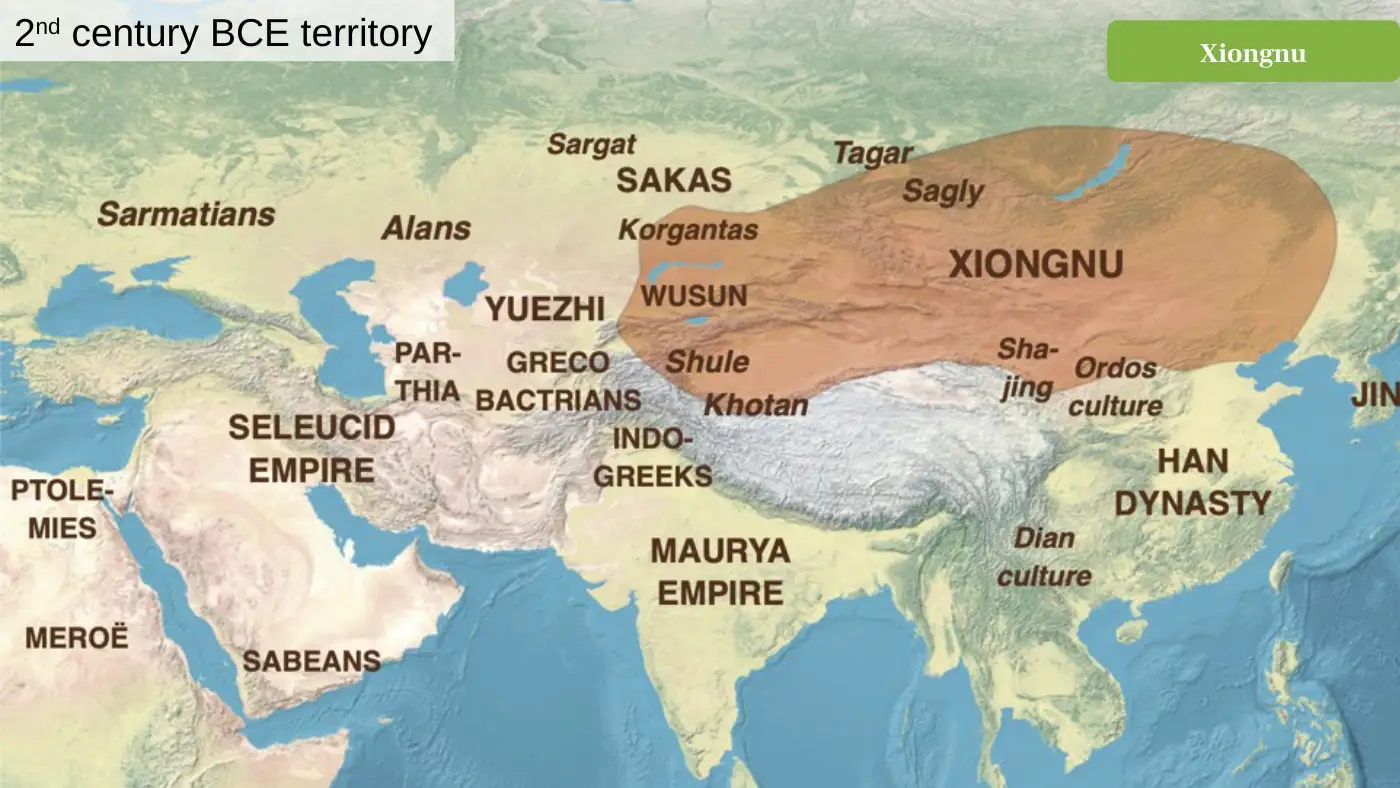 2nd century BCE territory
Xiongnu
Sargat
SAKAS
Tagar
Sagly
Sarmatians
Alans
Korgantas
XIONGNU
WUSUN
YUEZHI
PAR-
THIA
GRECO
BACTRIANS
Shule
Khotan
Sha-
jing
Ordos
culture
JIN
SELEUCID
EMPIRE
INDO-
GREEKS
HAN
DYNASTY
PTOLE-
MIES
MAURYA
EMPIRE
Dian
culture
MEROË
SABEANS